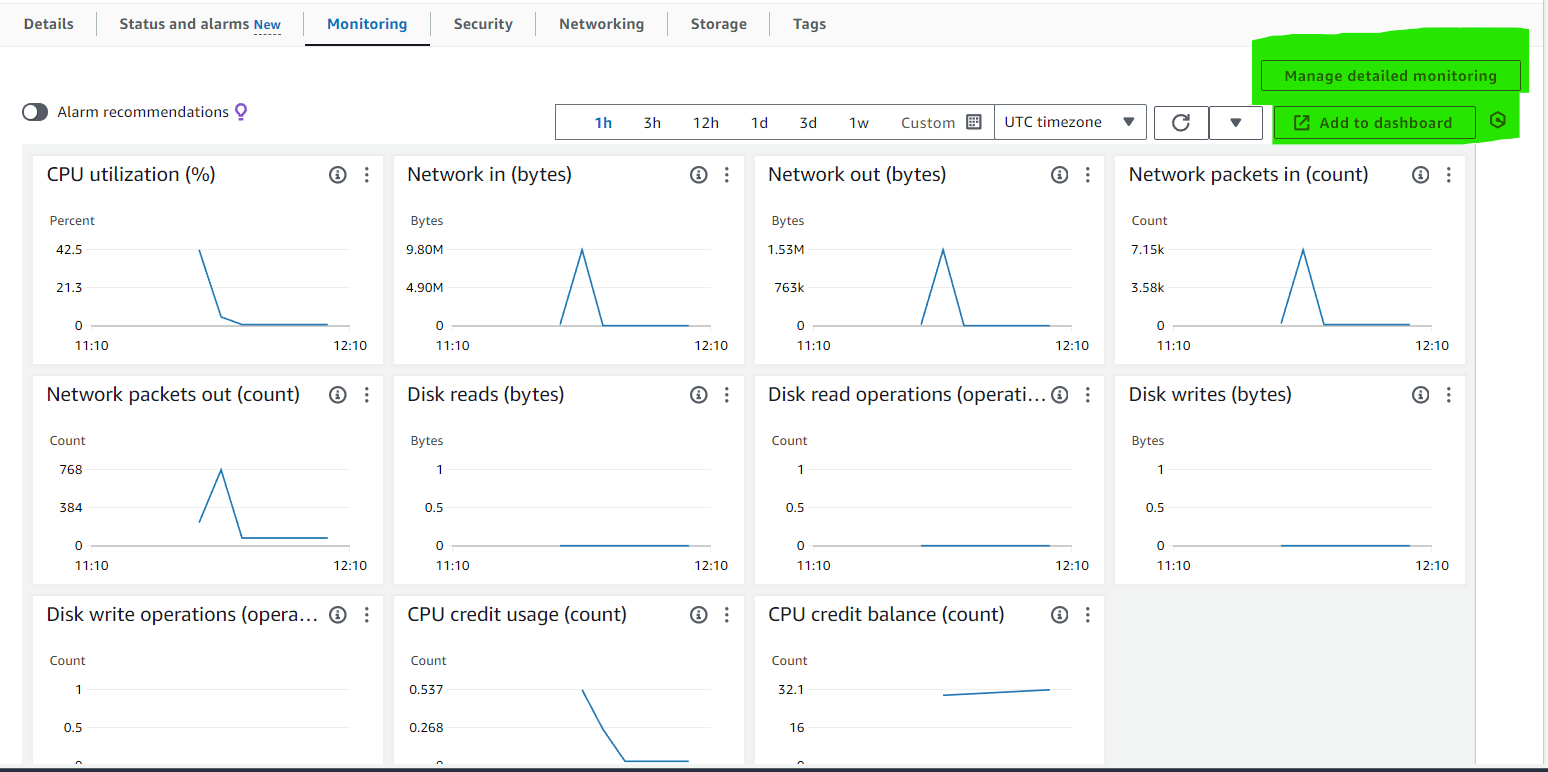 Details Status and alarms New Monitoring Security Networking Storage Tags
Manage detailed monitoring
Alarm recommendations 1h 3h 12h 1d 3d 1w Custom UTC timezone Add to dashboard
CPU utilization (%)
Percent
42.5
21.3
0
11:10 12:10
Network in (bytes)
Bytes
9.80M
4.90M
0
11:10 12:10
Network out (bytes)
Bytes
1.53M
763k
0
11:10 12:10
Network packets in (count)
Count
7.15k
3.58k
0
11:10 12:10
Network packets out (count)
Count
768
384
0
11:10 12:10
Disk reads (bytes)
Bytes
1
0.5
0
11:10 12:10
Disk read operations (operati...
Count
1
0.5
0
11:10 12:10
Disk writes (bytes)
Bytes
1
0.5
0
11:10 12:10
Disk write operations (opera...
Count
1
0.5
CPU credit usage (count)
Count
0.537
0.268
CPU credit balance (count)
Count
32.1
16